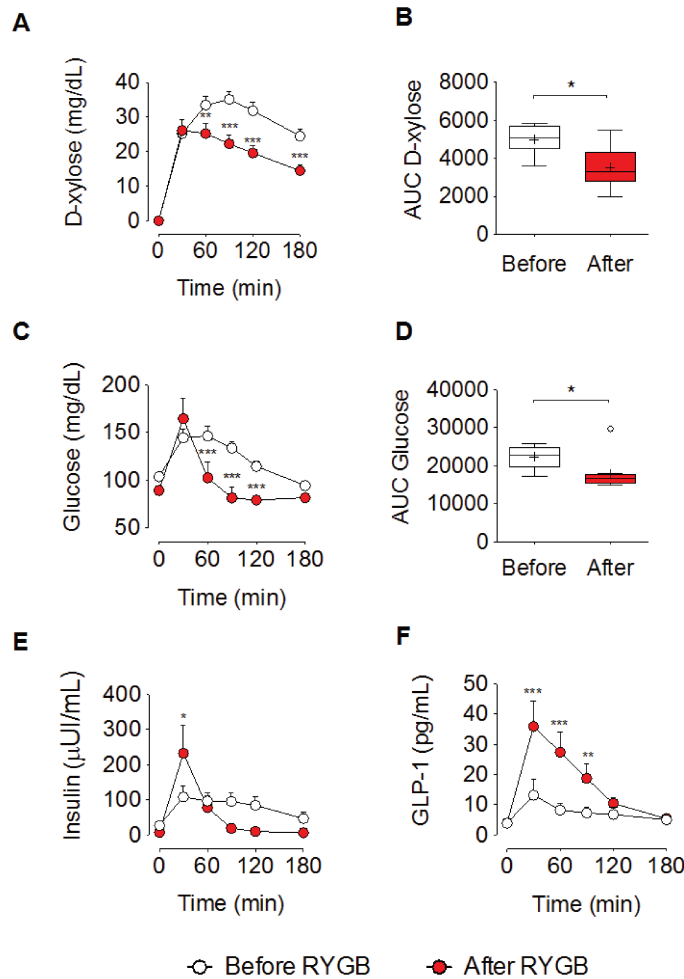 A
D-xylose (mg/dL)
40
30
20
10
0
**
***
***
***
0 60 120 180
Time (min)
B
AUC D-xylose
8000
6000
4000
2000
0
*
Before After
C
Glucose (mg/dL)
200
150
100
50
***
***
***
0 60 120 180
Time (min)
D
AUC Glucose
40000
30000
20000
10000
0
*
Before After
E
Insulin (μUI/mL)
400
300
200
100
0
*
0 60 120 180
Time (min)
F
GLP-1 (pg/mL)
50
40
30
20
10
0
***
***
**
0 60 120 180
Time (min)
Before RYGB After RYGB